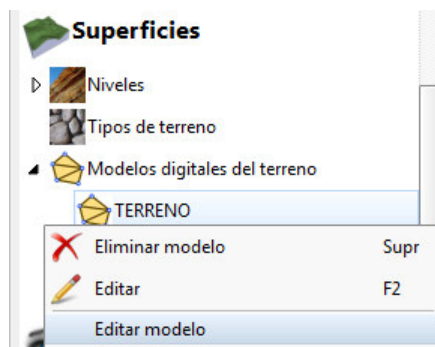 Superficies
Niveles
Tipos de terreno
Modelos digitales del terreno
TERRENO
Eliminar modelo Supr
Editar F2
Editar modelo